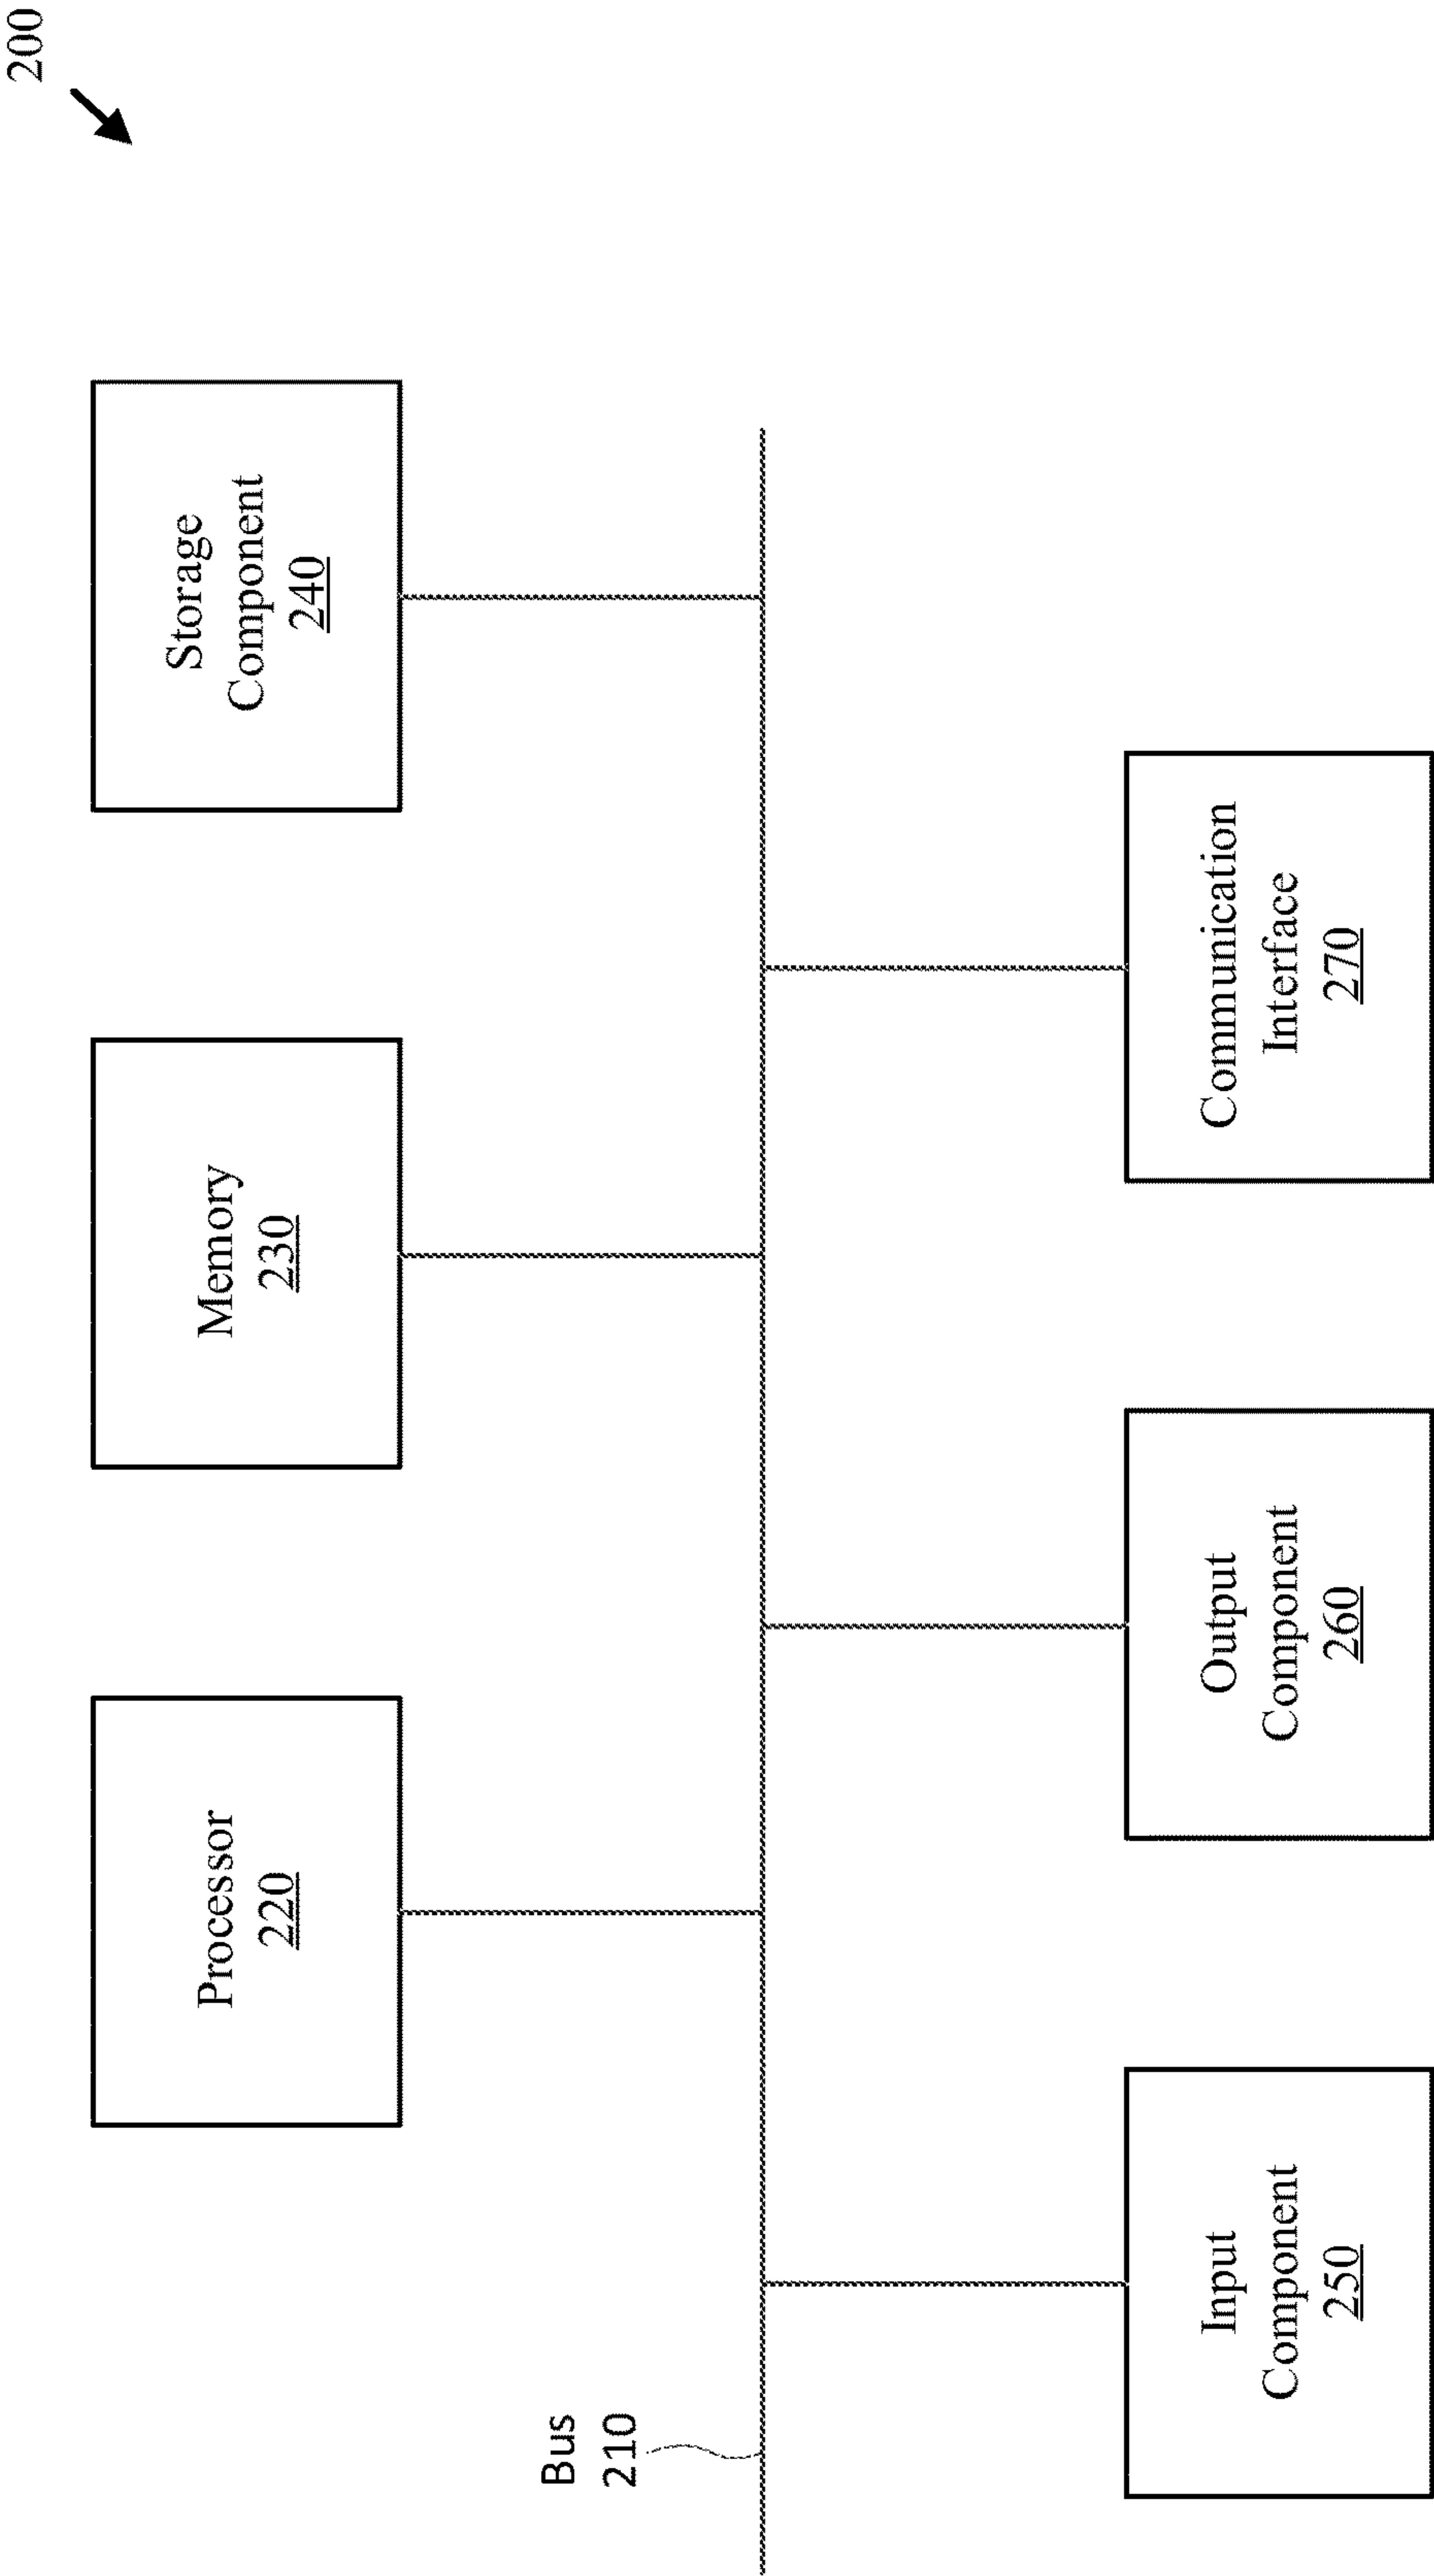 200
Processor
220
Memory
230
Storage
Component
240
Bus
210
Input
Component
250
Output
Component
260
Communication
Interface
270